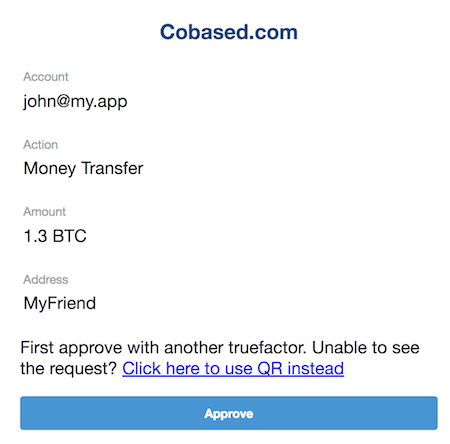 Cobased.com
Account
john@my.app
Action
Money Transfer
Amount
1.3 BTC
Address
MyFriend
First approve with another truefactor. Unable to see
the request? Click here to use QR instead
Approve